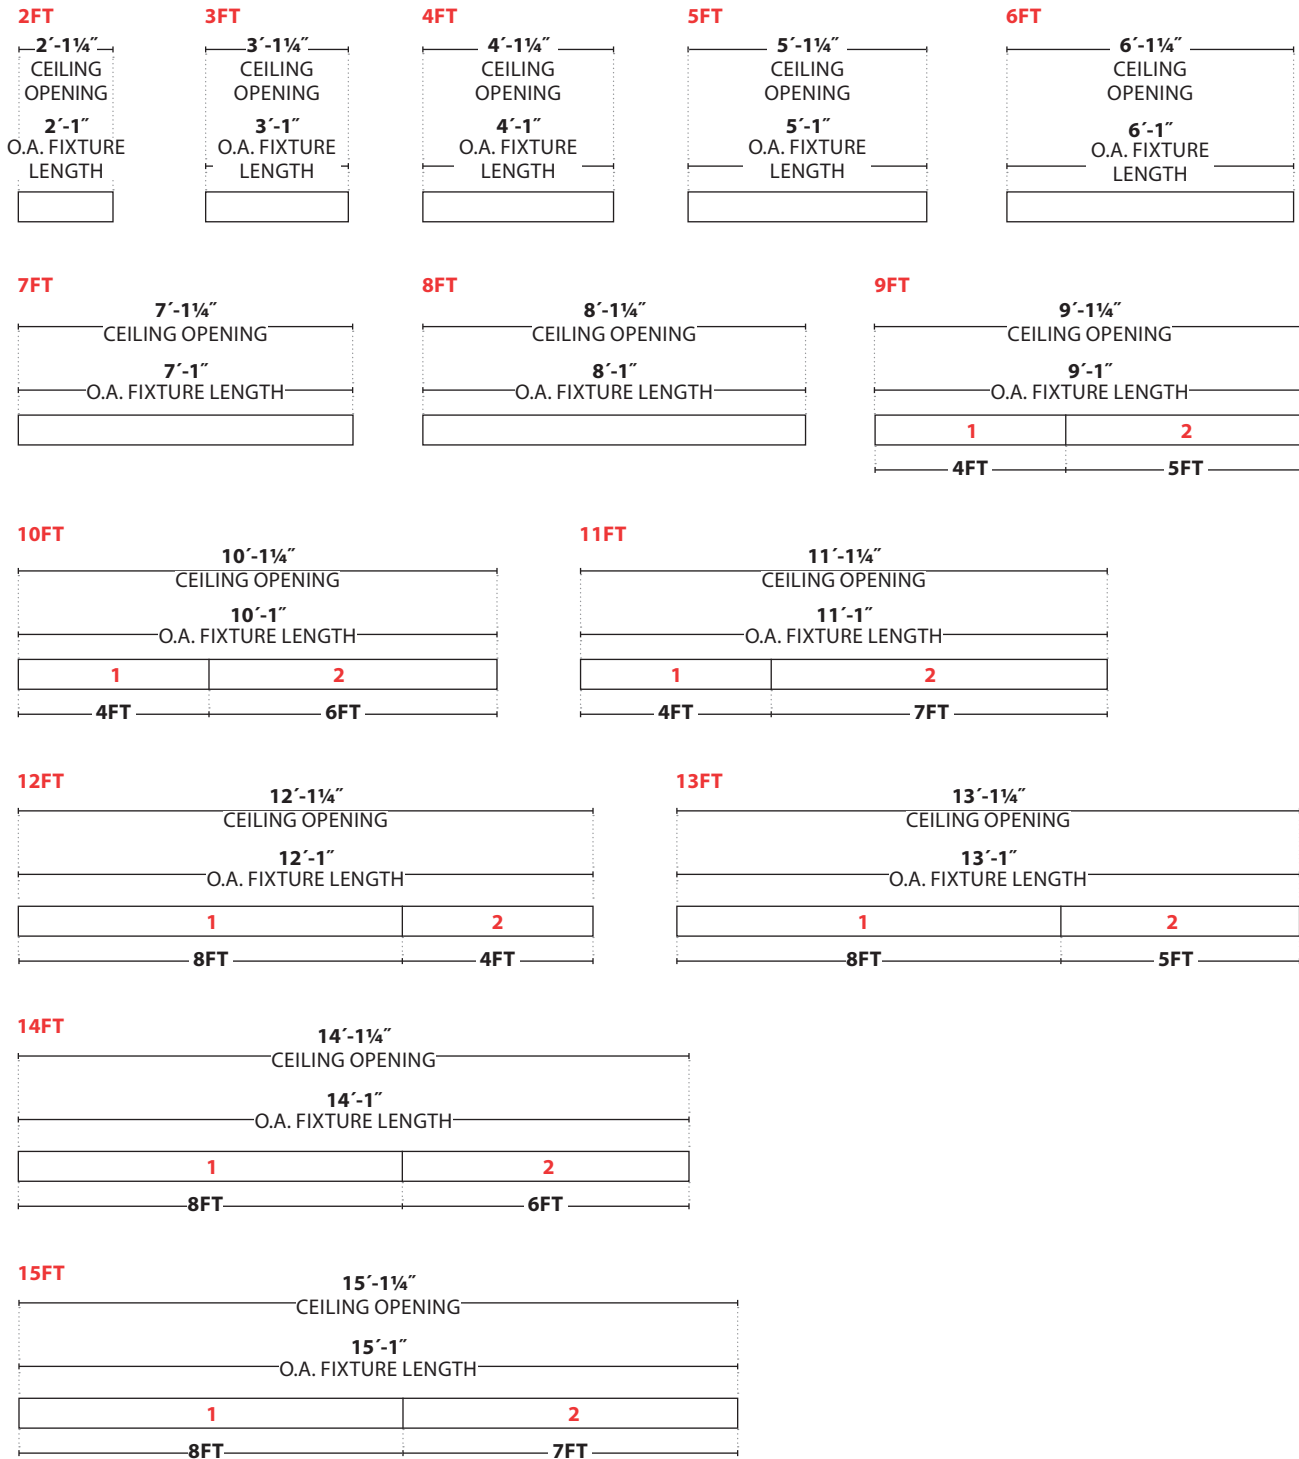 2FT
2´-1¼˝
CEILING
OPENING
2´-1˝
O.A. FIXTURE
LENGTH
3FT
3´-1¼˝
CEILING
OPENING
3´-1˝
O.A. FIXTURE
LENGTH
4FT
4´-1¼˝
CEILING
OPENING
4´-1˝
O.A. FIXTURE
LENGTH
5FT
5´-1¼˝
CEILING
OPENING
5´-1˝
O.A. FIXTURE
LENGTH
6FT
6´-1¼˝
CEILING
OPENING
6´-1˝
O.A. FIXTURE
LENGTH
7FT
7´-1¼˝
CEILING OPENING
7´-1˝
O.A. FIXTURE LENGTH
8FT
8´-1¼˝
CEILING OPENING
8´-1˝
O.A. FIXTURE LENGTH
9FT
9´-1¼˝
CEILING OPENING
9´-1˝
O.A. FIXTURE LENGTH
1 2
4FT 5FT
10FT
10´-1¼˝
CEILING OPENING
10´-1˝
O.A. FIXTURE LENGTH
1 2
4FT 6FT
11FT
11´-1¼˝
CEILING OPENING
11´-1˝
O.A. FIXTURE LENGTH
1 2
4FT 7FT
12FT
12´-1¼˝
CEILING OPENING
12´-1˝
O.A. FIXTURE LENGTH
1 2
8FT 4FT
13FT
13´-1¼˝
CEILING OPENING
13´-1˝
O.A. FIXTURE LENGTH
1 2
8FT 5FT
14FT
14´-1¼˝
CEILING OPENING
14´-1˝
O.A. FIXTURE LENGTH
1 2
8FT 6FT
15FT
15´-1¼˝
CEILING OPENING
15´-1˝
O.A. FIXTURE LENGTH
1 2
8FT 7FT